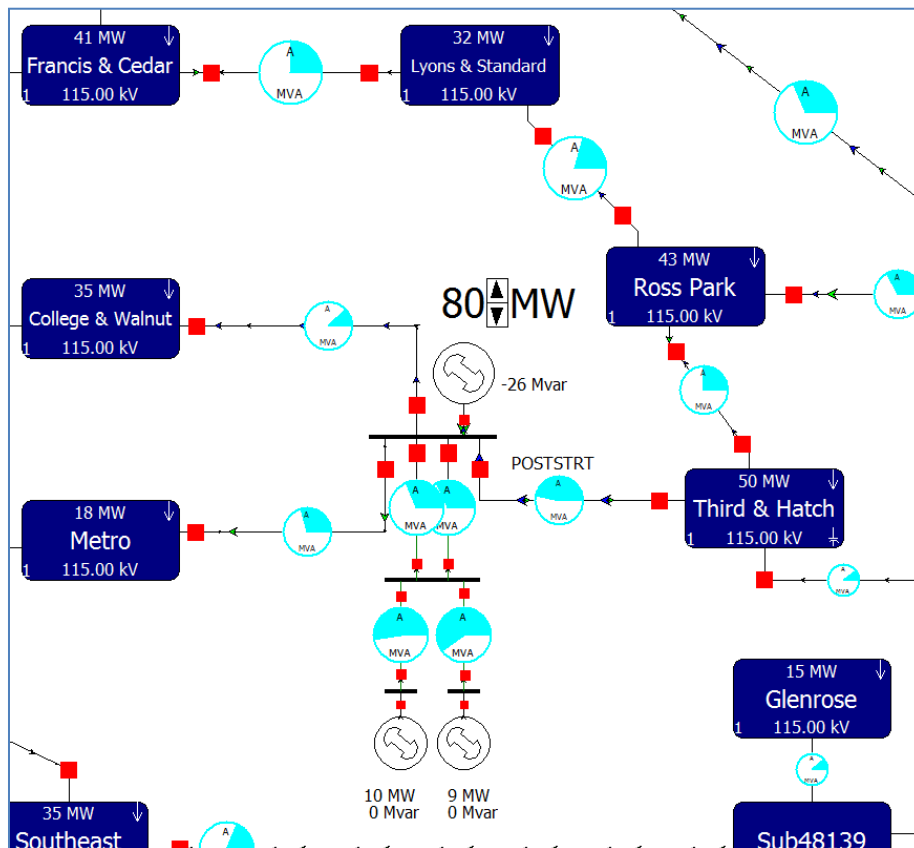 41 MW
Francis & Cedar
1 115.00 kV
A
MVA
32 MW
Lyons & Standard
1 115.00 kV
A
MVA
A
MVA
43 MW
Ross Park
1 115.00 kV
A
MVA
35 MW
College & Walnut
1 115.00 kV
A
MVA
80 MW
-26 Mvar
A
MVA
POSTSTRT
A
MVA
A
MVA
MVA
50 MW
Third & Hatch
1 115.00 kV
18 MW
Metro
1 115.00 kV
A
MVA
A
MVA
A
MVA
A
MVA
15 MW
Glenrose
1 115.00 kV
A
MVA
10 MW
0 Mvar
9 MW
0 Mvar
35 MW
Southeast
A
Sub48139